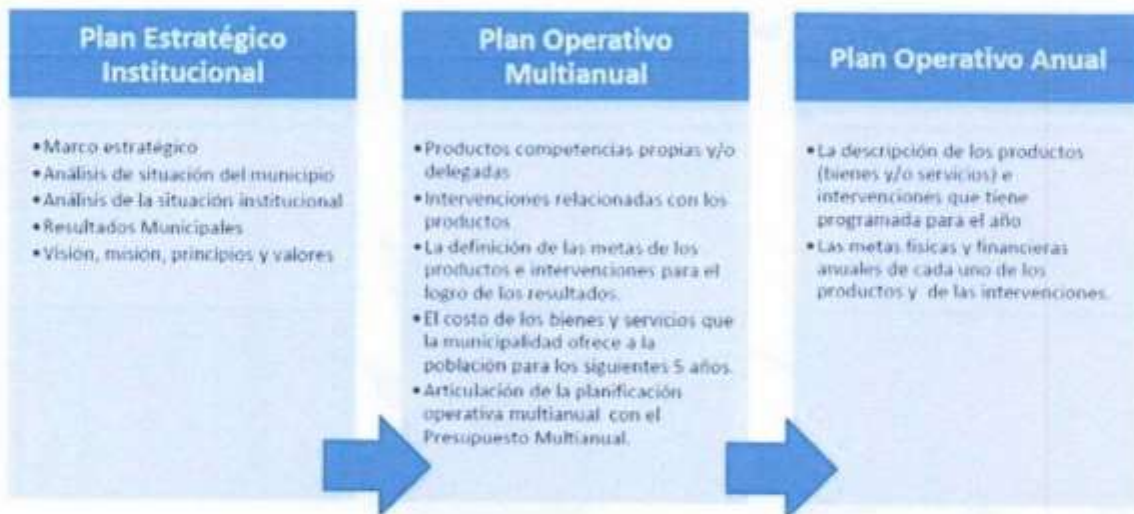 Plan Estratégico
Institucional
• Marco estratégico
• Análisis de situación del municipio
• Análisis de la situación institucional
• Resultados Municipales
• Visión, misión, principios y valores
Plan Operativo
Multianual
• Productos competencias propias y/o
delegadas
• Intervenciones relacionadas con los
productos
• La definición de las metas de los
productos e intervenciones para el
logro de los resultados.
• El costo de los bienes y servicios que
la municipalidad ofrece a la
población para los siguientes 5 años.
• Articulación de la planificación
operativa multianual con el
Presupuesto Multianual.
Plan Operativo Anual
• La descripción de los productos
(bienes y/o servicios) e
intervenciones que tiene
programada para el año
• Las metas físicas y financieras
anuales de cada uno de los
productos y de las intervenciones.